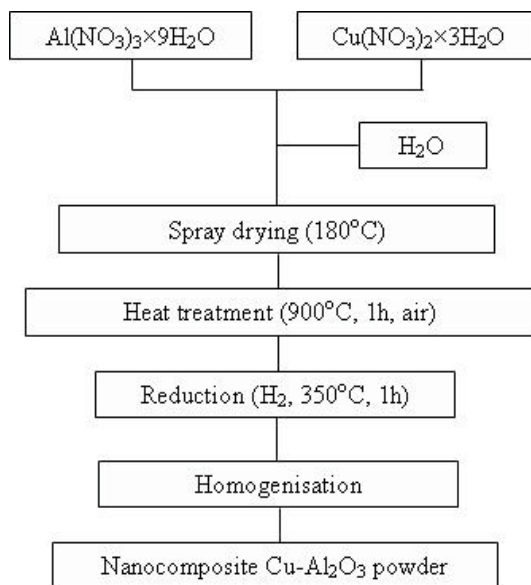 Al(NO₃)₃×9H₂O
Cu(NO₃)₂×3H₂O
H₂O
Spray drying (180°C)
Heat treatment (900°C, 1h, air)
Reduction (H₂, 350°C, 1h)
Homogenisation
Nanocomposite Cu-Al₂O₃ powder